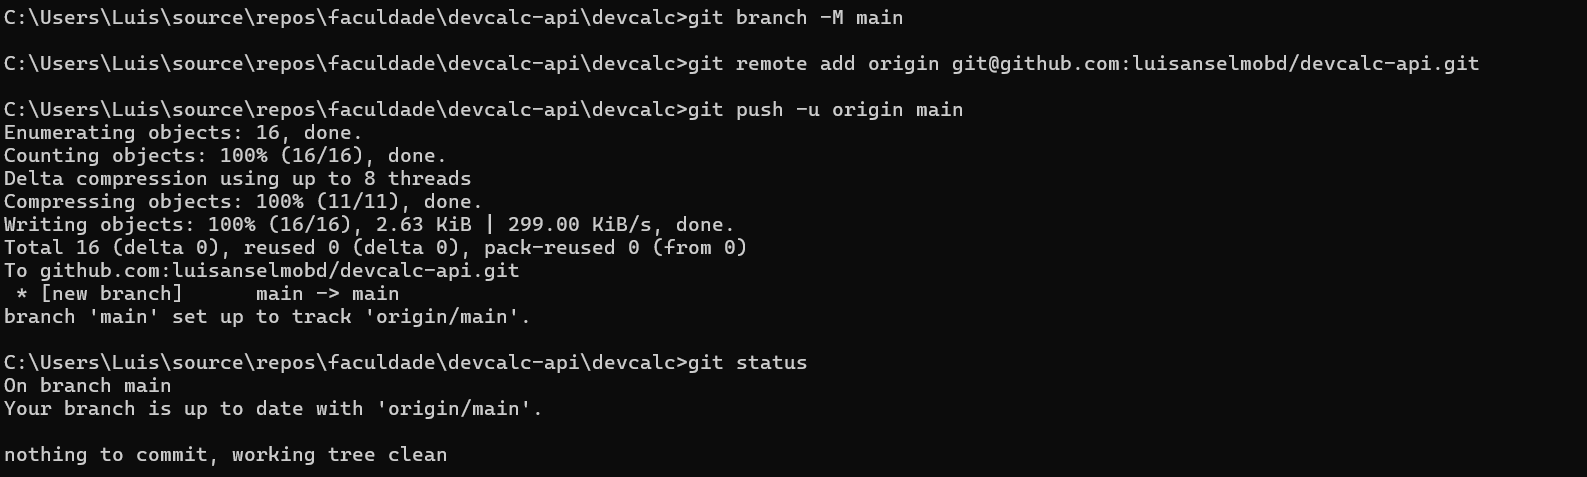 C:\Users\Luis\source\repos\faculdade\devcalc-api\devcalc>git branch -M main
C:\Users\Luis\source\repos\faculdade\devcalc-api\devcalc>git remote add origin git@github.com:luisanselmobd/devcalc-api.git
C:\Users\Luis\source\repos\faculdade\devcalc-api\devcalc>git push -u origin main
Enumerating objects: 16, done.
Counting objects: 100% (16/16), done.
Delta compression using up to 8 threads
Compressing objects: 100% (11/11), done.
Writing objects: 100% (16/16), 2.63 KiB | 299.00 KiB/s, done.
Total 16 (delta 0), reused 0 (delta 0), pack-reused 0 (from 0)
To github.com:luisanselmobd/devcalc-api.git
 * [new branch]      main -> main
branch 'main' set up to track 'origin/main'.
C:\Users\Luis\source\repos\faculdade\devcalc-api\devcalc>git status
On branch main
Your branch is up to date with 'origin/main'.
nothing to commit, working tree clean